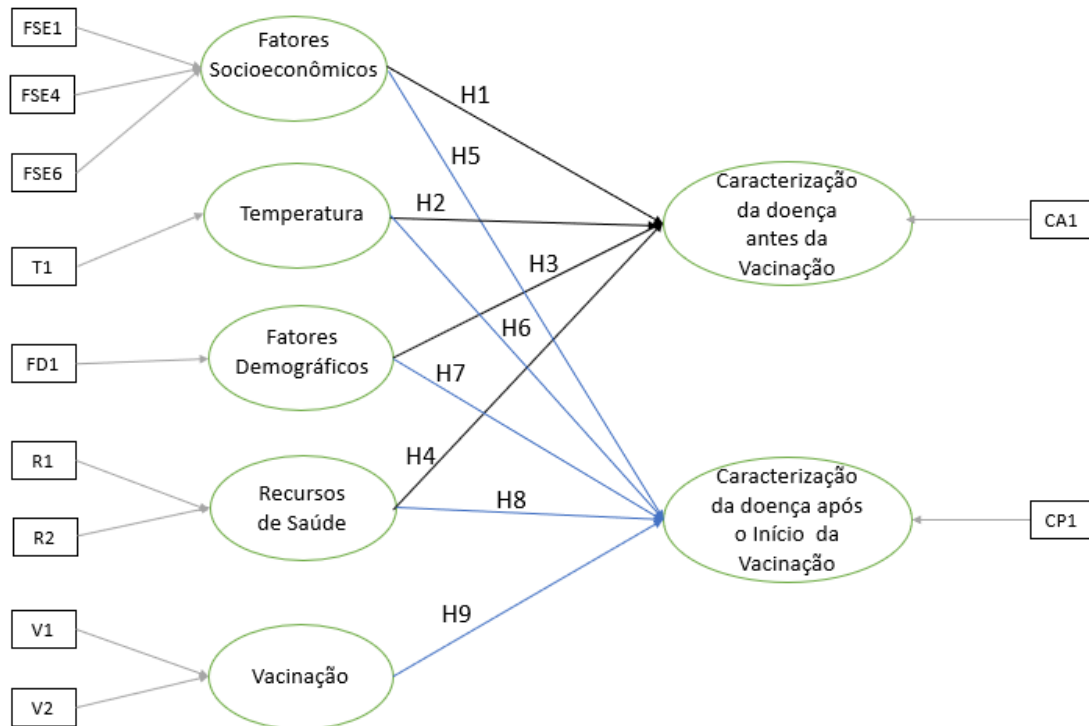 FSE1
FSE4
FSE6
T1
FD1
R1
R2
V1
V2
Fatores
Socioeconômicos
Temperatura
Fatores
Demográficos
Recursos
de Saúde
Vacinação
H1
H5
H2
H3
H6
H7
H4
H8
H9
Caracterização
da doença
antes da
Vacinação
Caracterização
da doença após
o Início da
Vacinação
CA1
CP1